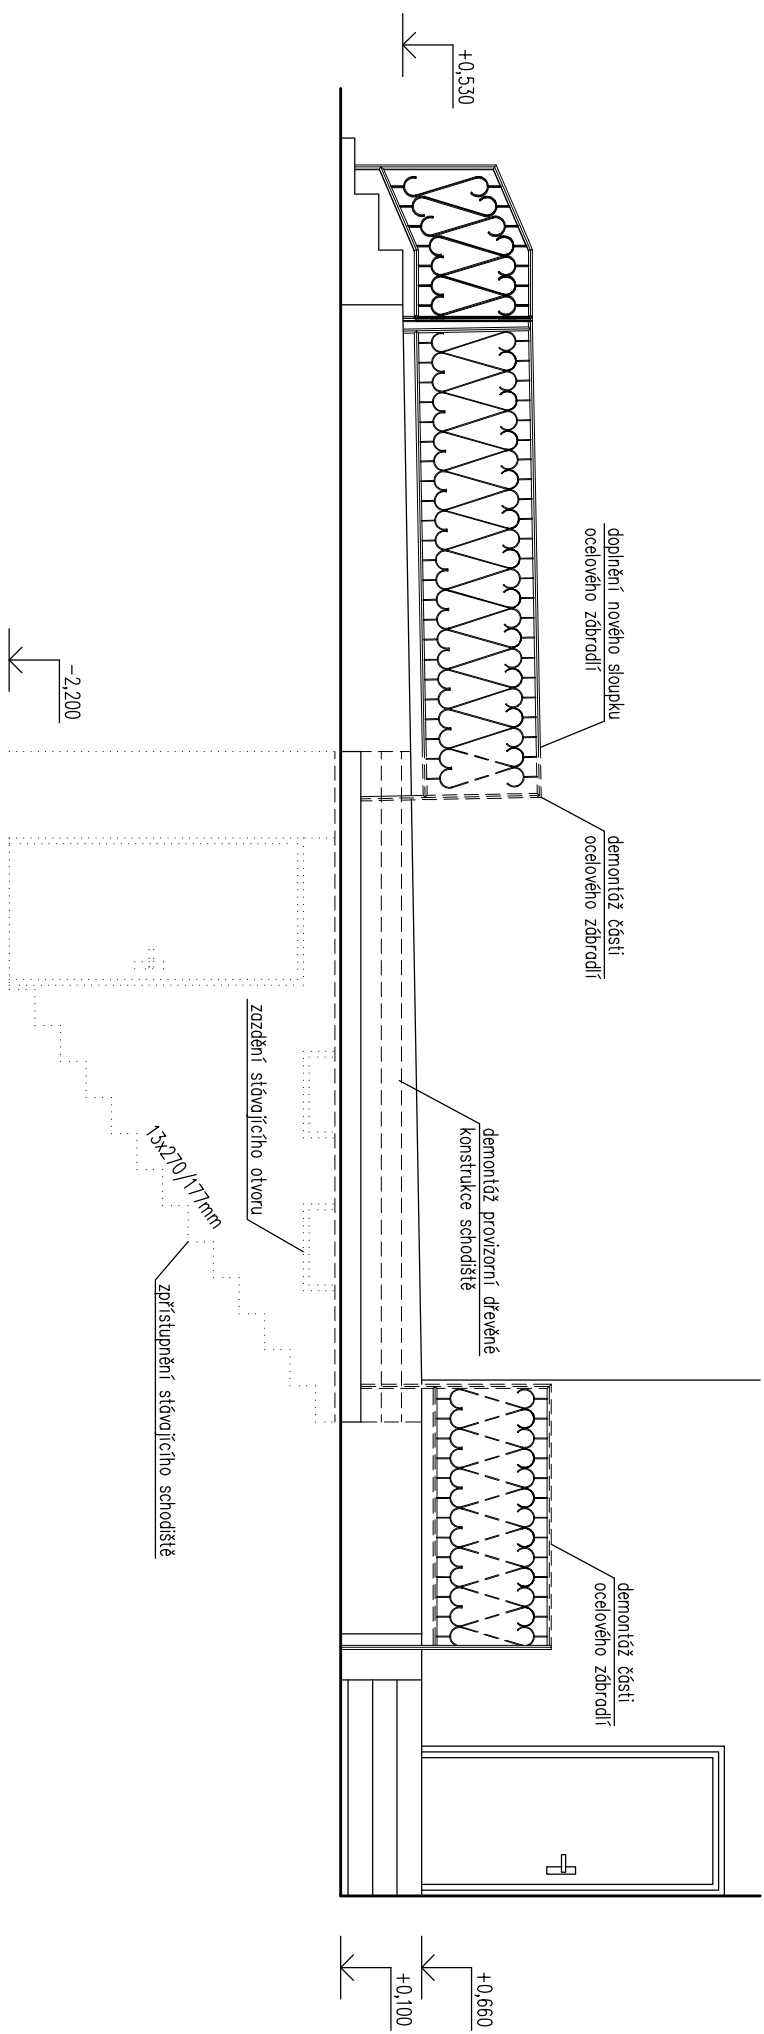 +0,530
doplnění nového sloupku
ocelového zábradlí
-2,200
demontáž části
ocelového zábradlí
zazdění stávajícího otvoru
13x270/177mm
demontáž provizorní dřevěné
konstrukce schodiště
zpřístupnění stávajícího schodiště
demontáž části
ocelového zábradlí
+0,660
+0,100